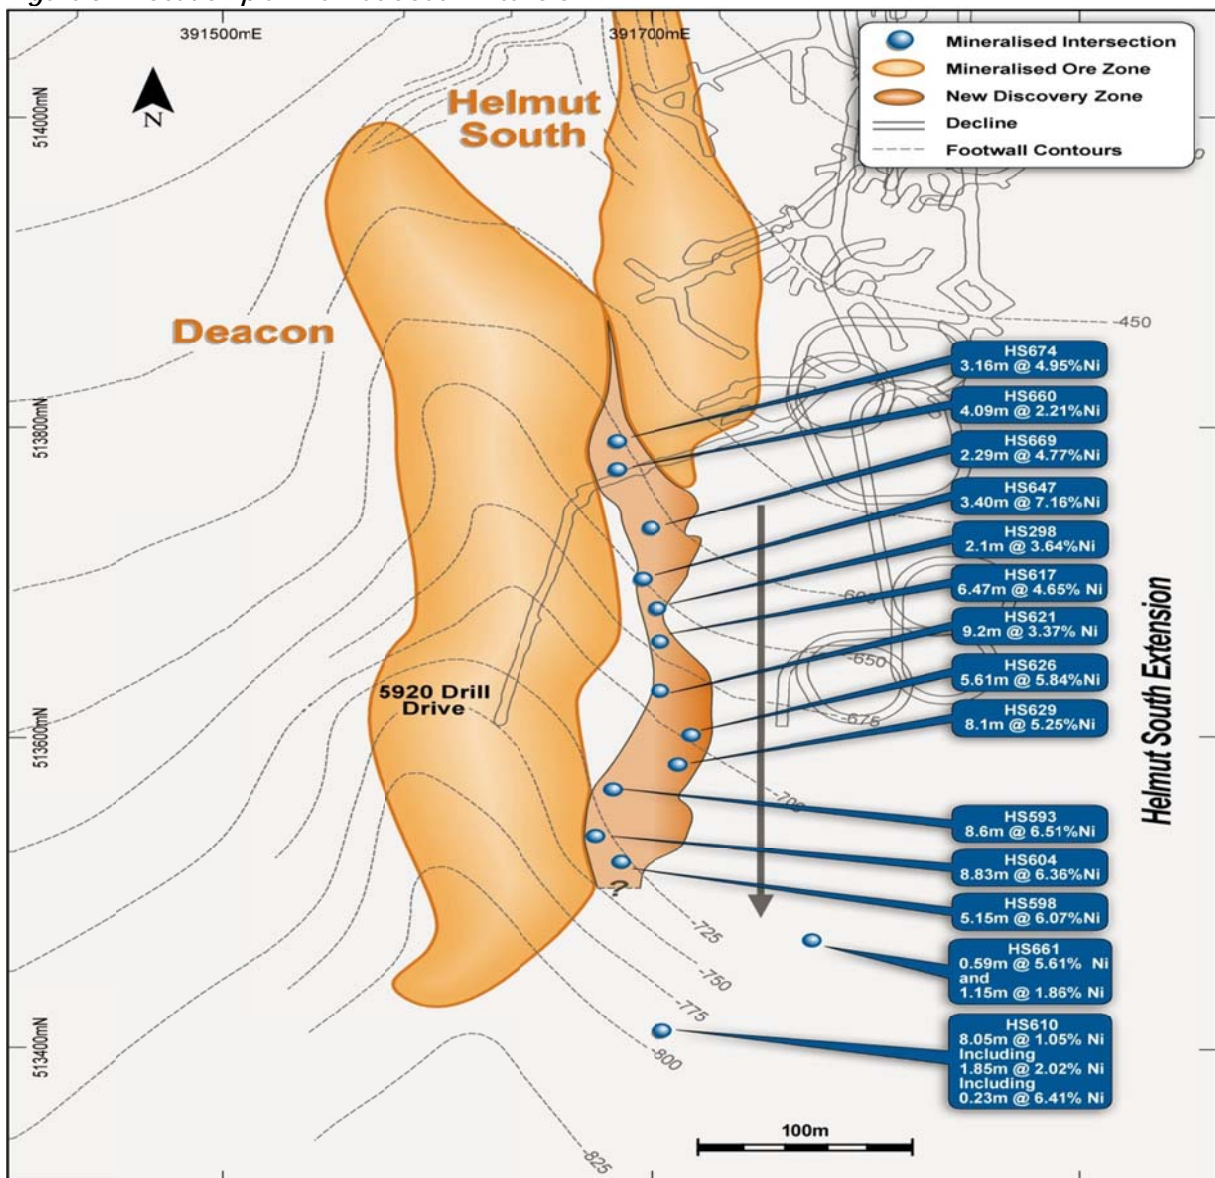 391500mE
391700mE
Mineralised Intersection
Mineralised Ore Zone
New Discovery Zone
Decline
Footwall Contours
N
514000mN
Helmut
South
Deacon
-450
513800mN
HS674
3.16m @ 4.95%Ni
HS660
4.09m @ 2.21%Ni
HS669
2.29m @ 4.77%Ni
HS647
3.40m @ 7.16%Ni
HS298
2.1m @ 3.64%Ni
HS617
6.47m @ 4.65% Ni
HS621
9.2m @ 3.37% Ni
HS626
5.61m @ 5.84%Ni
HS629
8.1m @ 5.25%Ni
-650
-675
-700
5920 Drill
Drive
513600mN
Helmut South Extension
HS593
8.6m @ 6.51%Ni
HS604
8.83m @ 6.36%Ni
HS598
5.15m @ 6.07%Ni
?
HS661
0.59m @ 5.61% Ni
and
1.15m @ 1.86% Ni
-725
-750
-775
-800
HS610
8.05m @ 1.05% Ni
Including
1.85m @ 2.02% Ni
Including
0.23m @ 6.41% Ni
513400mN
100m
-825